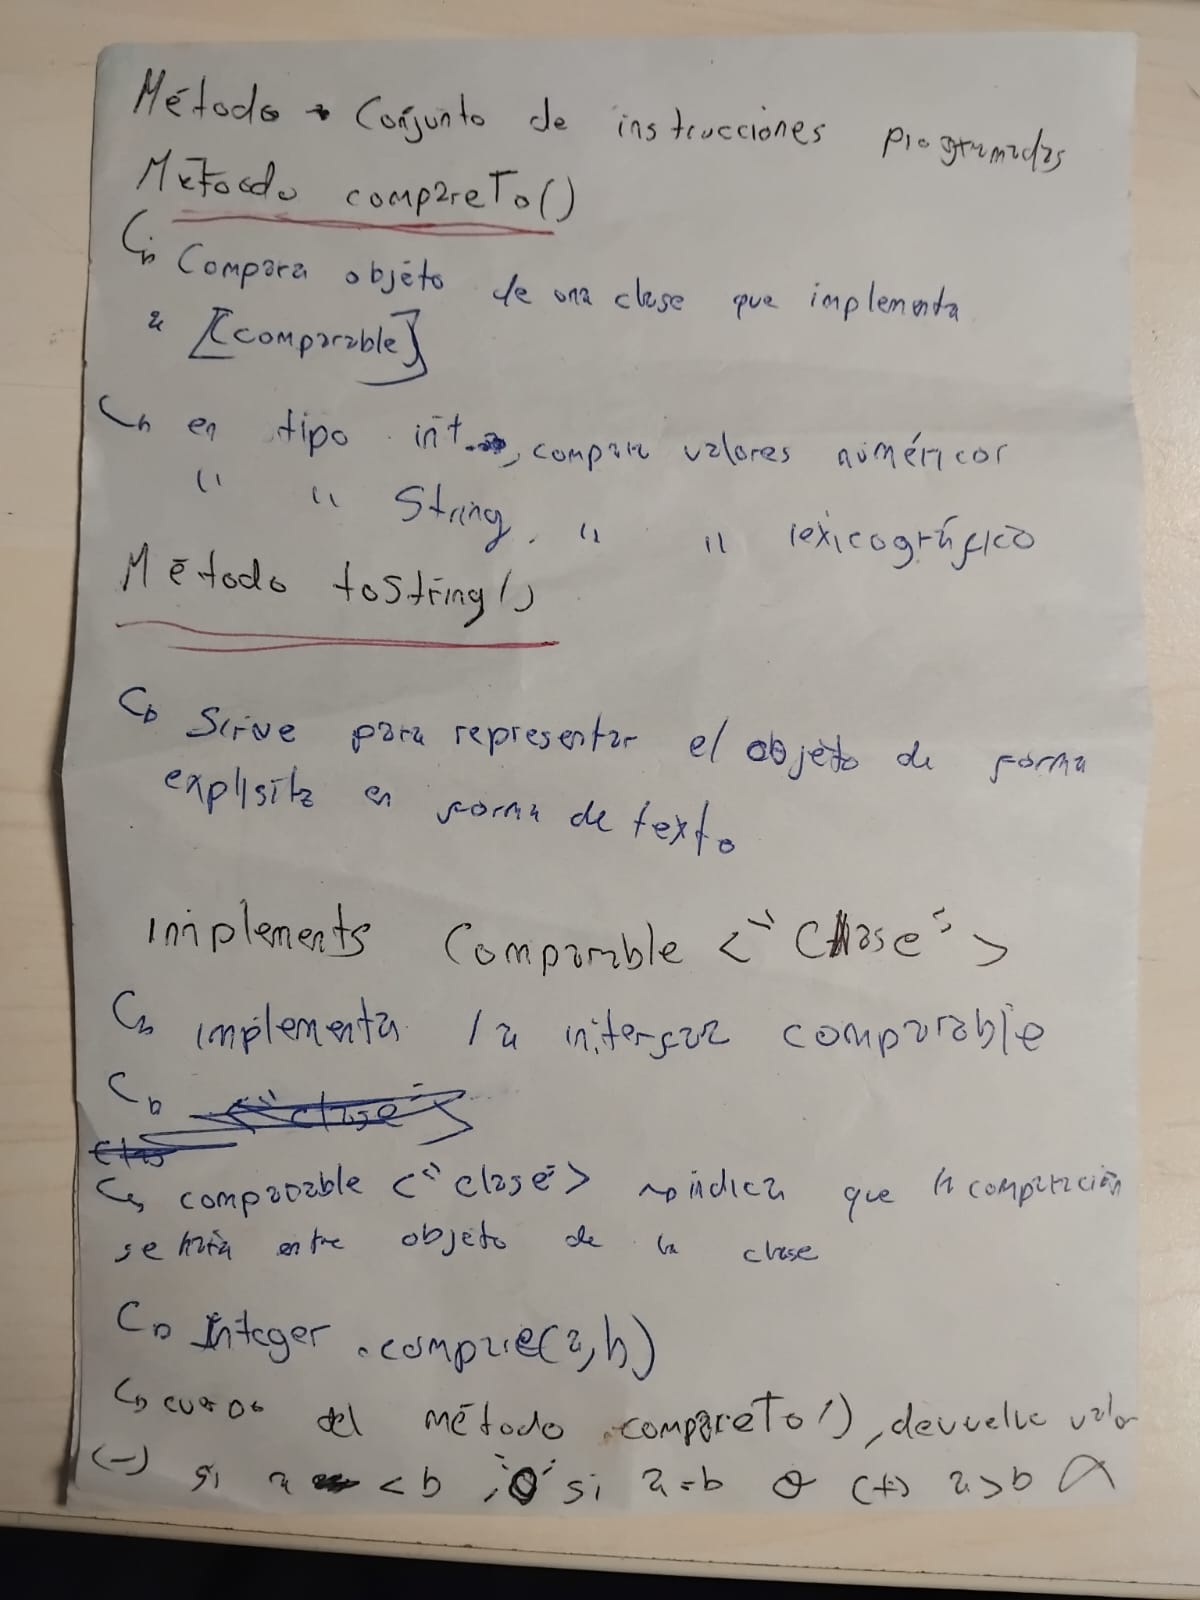 Método → Conjunto de instrucciones programadas
Método compareTo()
↳ Compara objeto de una clase que implementa
a [comparable]
↳ en tipo int, compara valores numéricos
" " String, " " lexicográfico
Método toString()
↳ Sirve para representar el objeto de forma
explisita en forma de texto
implements Comparable <"Clase">
↳ implementa la interfaz comparable
↳ comparable <"clase"> → indica que la comparación
se hara entre objeto de la clase
↳ Integer.compare(a,b)
↳ del método compareTo(), devuelve valor
(-) si a < b, '0' si a=b o (+) a>b